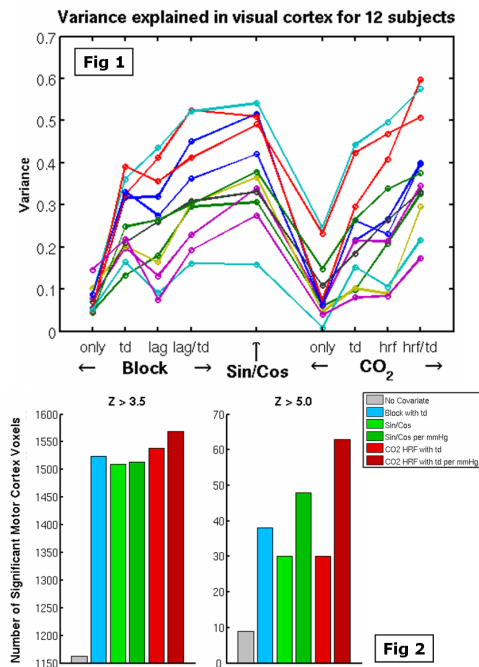 Variance explained in visual cortex for 12 subjects
Fig 1
Variance
0.7
0.6
0.5
0.4
0.3
0.2
0.1
0
only td lag lag/td ↑ only td hrf hrf/td
← Block → Sin/Cos ← CO2 →
Z > 3.5
Number of Significant Motor Cortex Voxels
1600
1550
1500
1450
1400
1350
1300
1250
1200
1150
Z > 5.0
70
60
50
40
30
20
10
0
No Covariate
Block with td
Sin/Cos
Sin/Cos per mmHg
CO2 HRF with td
CO2 HRF with td per mmHg
Fig 2